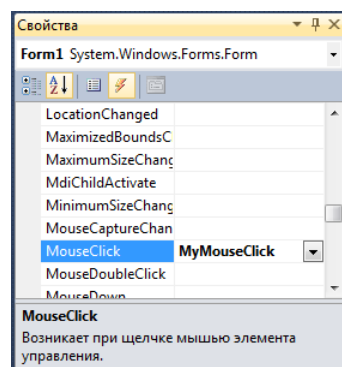 Свойства
Form1 System.Windows.Forms.Form
LocationChanged
MaximizedBoundsC
MaximumSizeChang
MdiChildActivate
MinimumSizeChang
MouseCaptureChan
MouseClick MyMouseClick
MouseDoubleClick
MouseDown
MouseClick
Возникает при щелчке мышью элемента
управления.